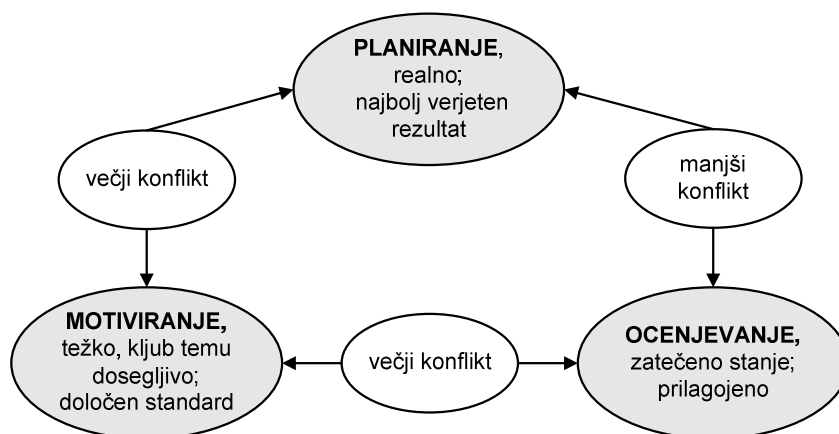 PLANIRANJE,
realno;
najbolj verjeten
rezultat
večji konflikt
manjši
konflikt
MOTIVIRANJE,
težko, kljub temu
dosegljivo;
določen standard
večji konflikt
OCENJEVANJE,
zatečeno stanje;
prilagojeno